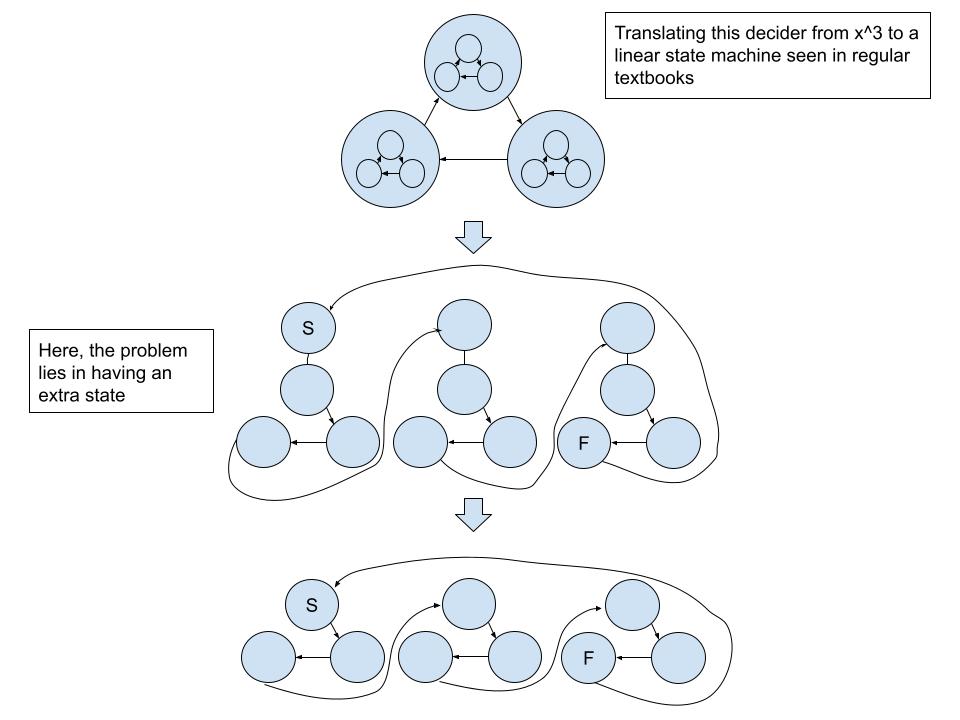 Translating this decider from x^3 to a
linear state machine seen in regular
textbooks
Here, the problem
lies in having an
extra state
S
F
S
F